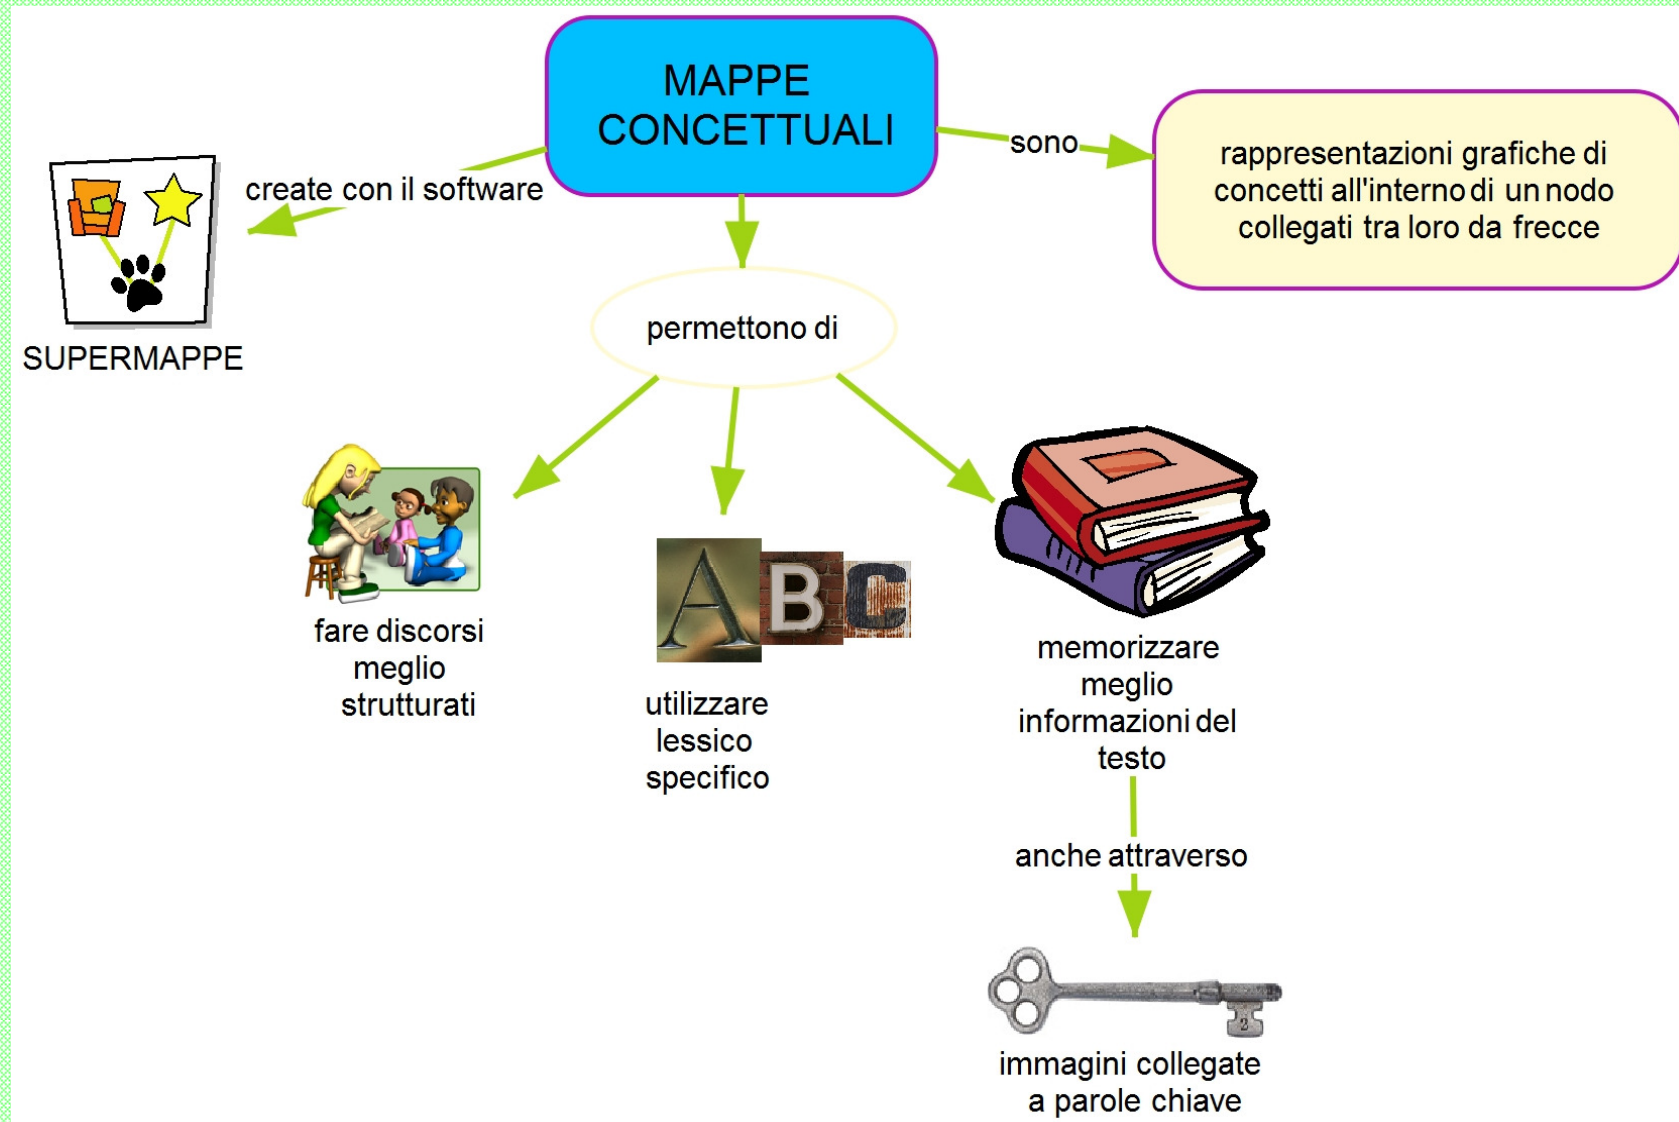 MAPPE
CONCETTUALI
sono
rappresentazioni grafiche di
concetti all'interno di un nodo
collegati tra loro da frecce
create con il software
SUPERMAPPE
permettono di
fare discorsi
meglio
strutturati
A B C
utilizzare
lessico
specifico
memorizzare
meglio
informazioni del
testo
anche attraverso
2
immagini collegate
a parole chiave